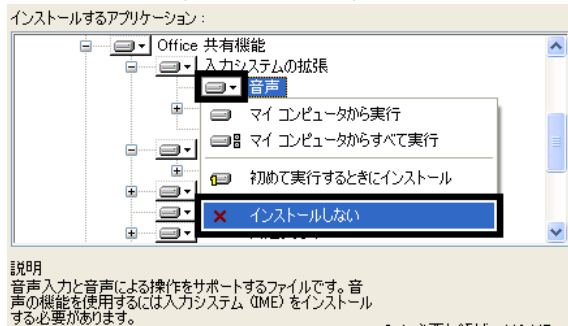 インストールするアプリケーション：
Office 共有機能
入力システムの拡張
音声
マイ コンピュータから実行
マイ コンピュータからすべて実行
初めて実行するときにインストール
インストールしない
説明
音声入力と音声による操作をサポートするファイルです。音
声の機能を使用するには入力システム (IME) をインストール
する必要があります。